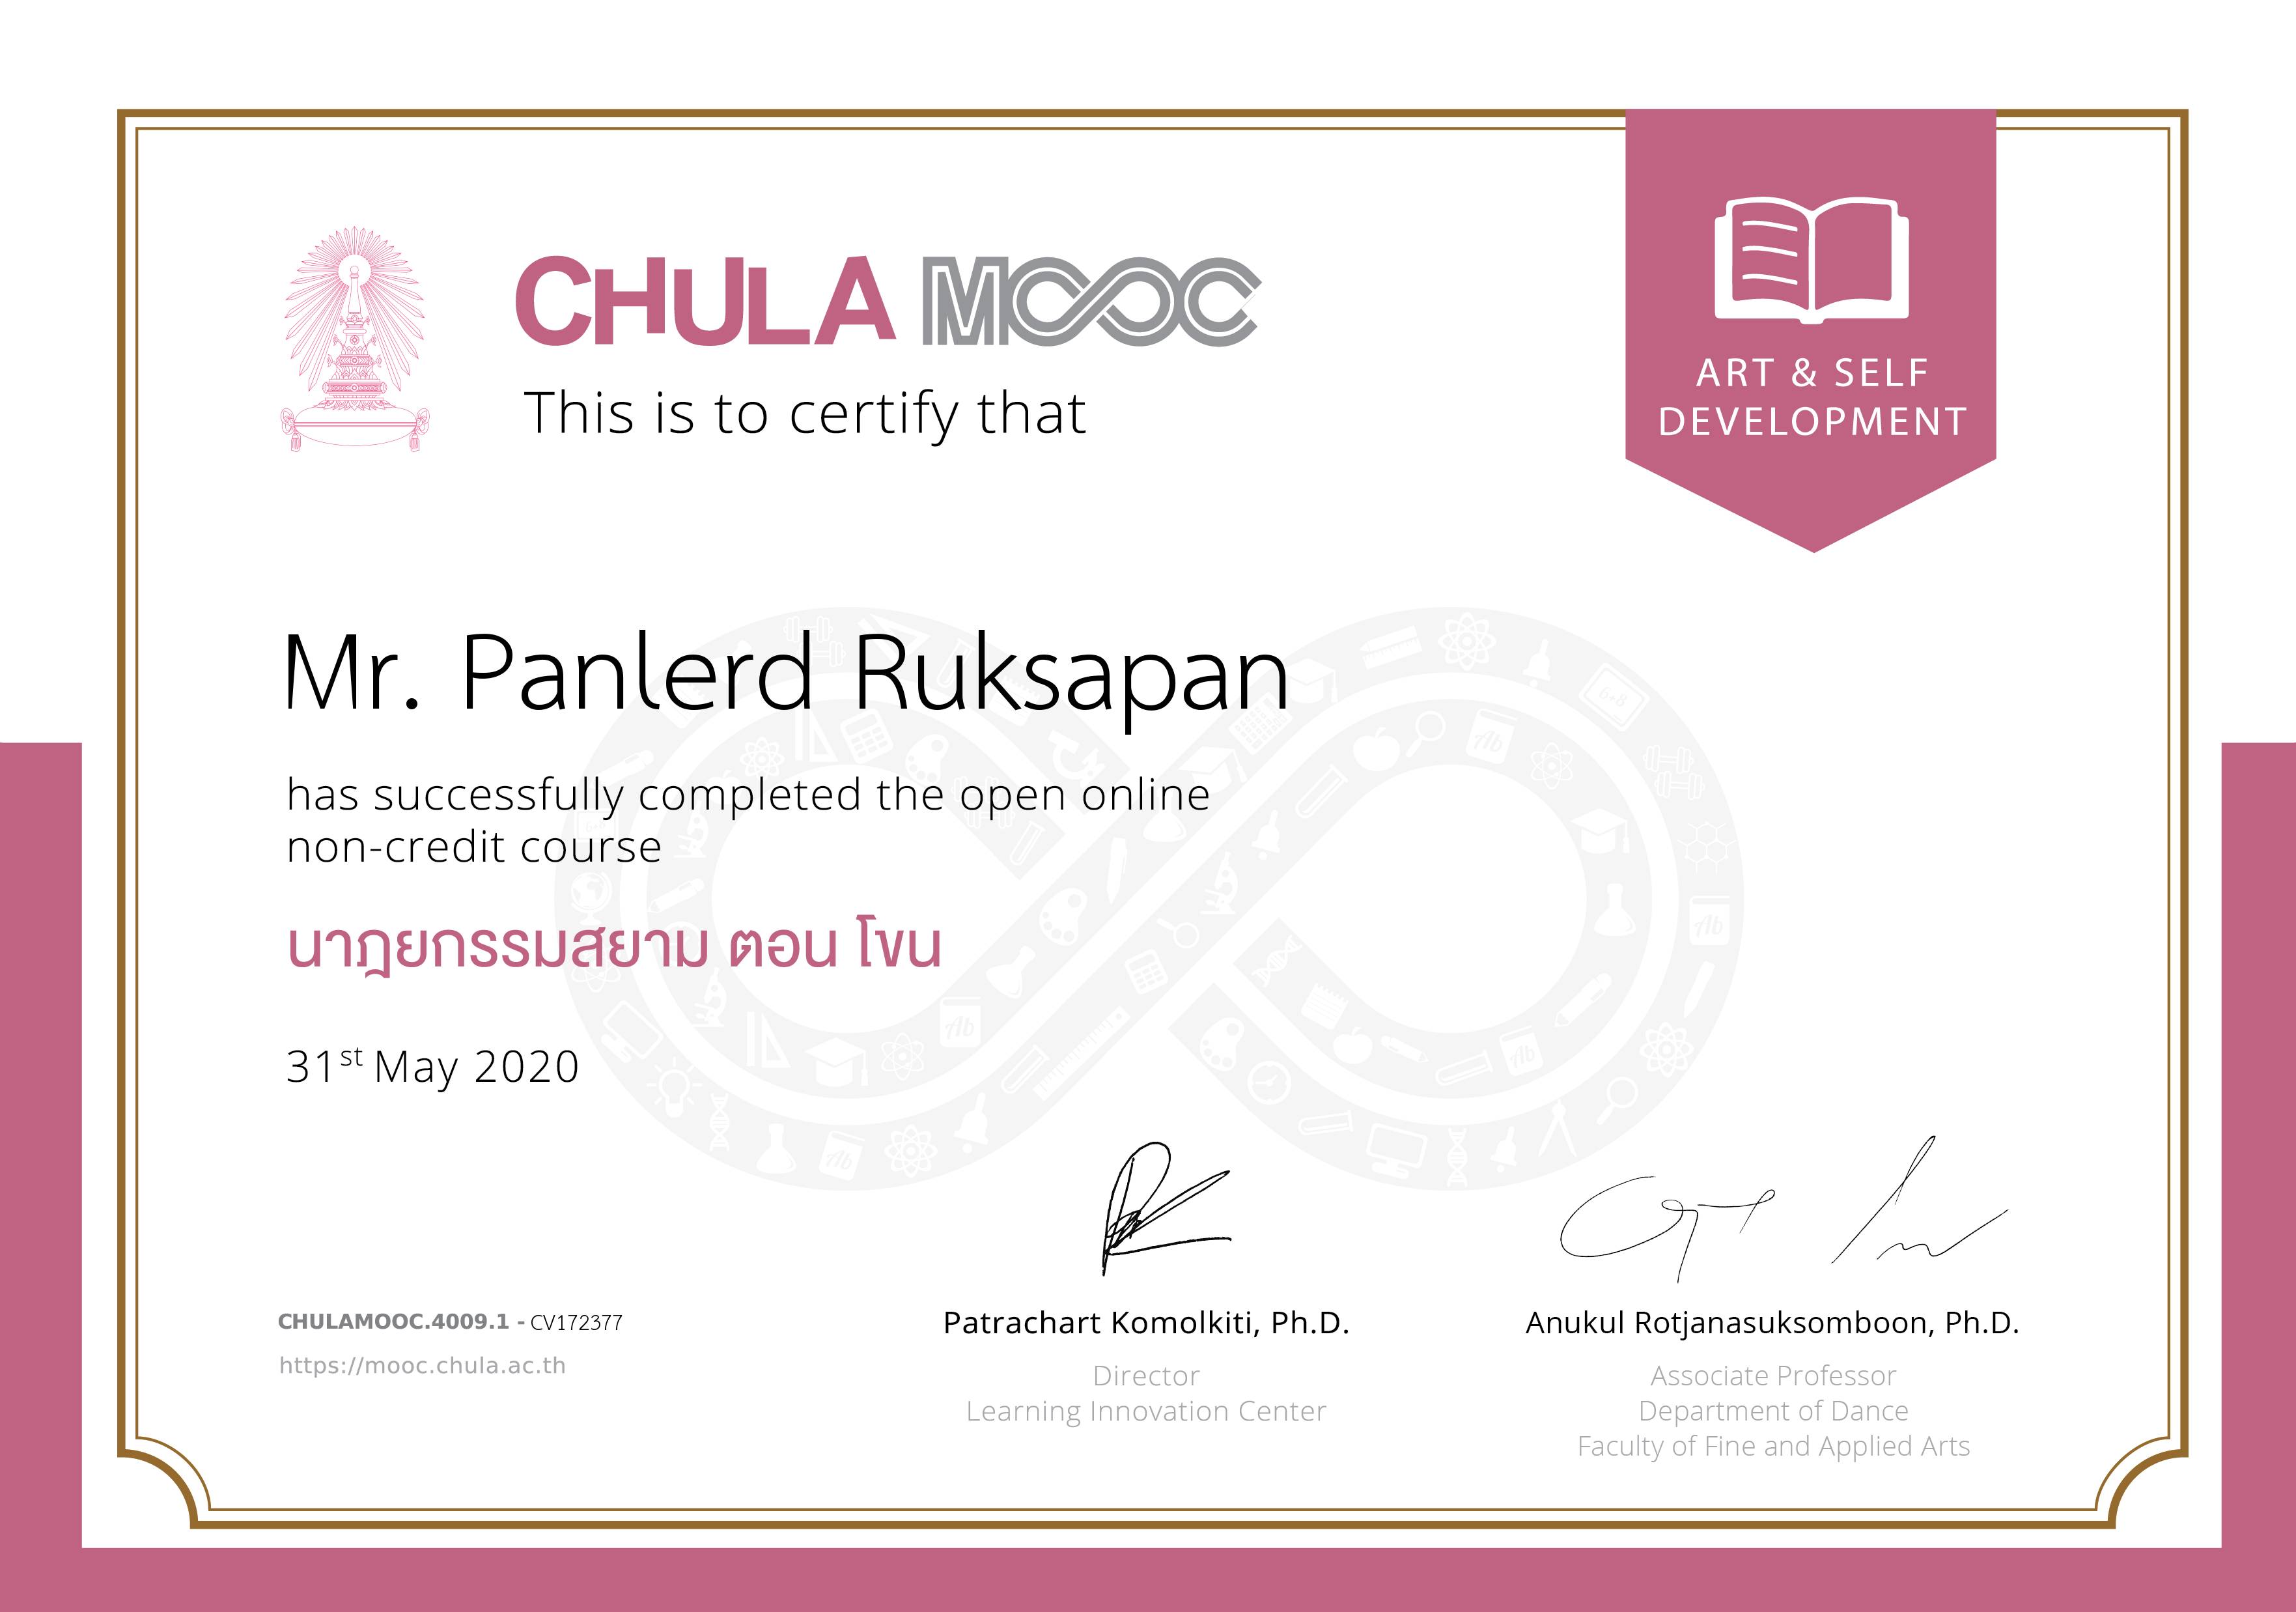 CHULA MOOC
This is to certify that
ART & SELF
DEVELOPMENT
Mr. Panlerd Ruksapan
has successfully completed the open online
non-credit course
นาฏยกรรมสยาม ตอน โขน
31st May 2020
CHULAMOOC.4009.1 - CV172377
https://mooc.chula.ac.th
Patrachart Komolkiti, Ph.D.
Director
Learning Innovation Center
Anukul Rotjanasuksomboon, Ph.D.
Associate Professor
Department of Dance
Faculty of Fine and Applied Arts